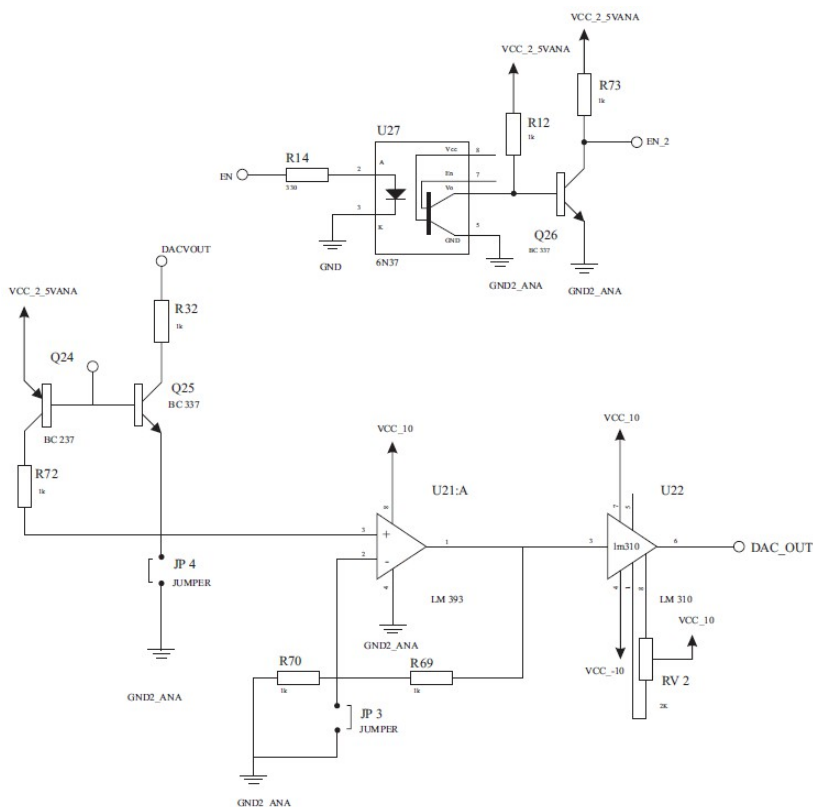 VCC_2_5VANA
R73
1k
VCC_2_5VANA
R12
1k
EN_2
U27
Vcc
8
En
7
Vo
A
2
3
K
GND
5
6N37
EN
R14
330
GND
Q26
BC 337
GND2_ANA
GND2_ANA
DACVOUT
R32
1k
VCC_2_5VANA
Q24
Q25
BC 337
BC 237
R72
1k
JP 4
JUMPER
GND2_ANA
VCC_10
U21:A
8
3
+
2
-
1
4
LM 393
GND2_ANA
R70
1k
R69
1k
JP 3
JUMPER
GND2_ANA
VCC_10
U22
7
5
3
lm310
6
DAC_OUT
4
1
8
LM 310
VCC_10
VCC_-10
RV 2
2K